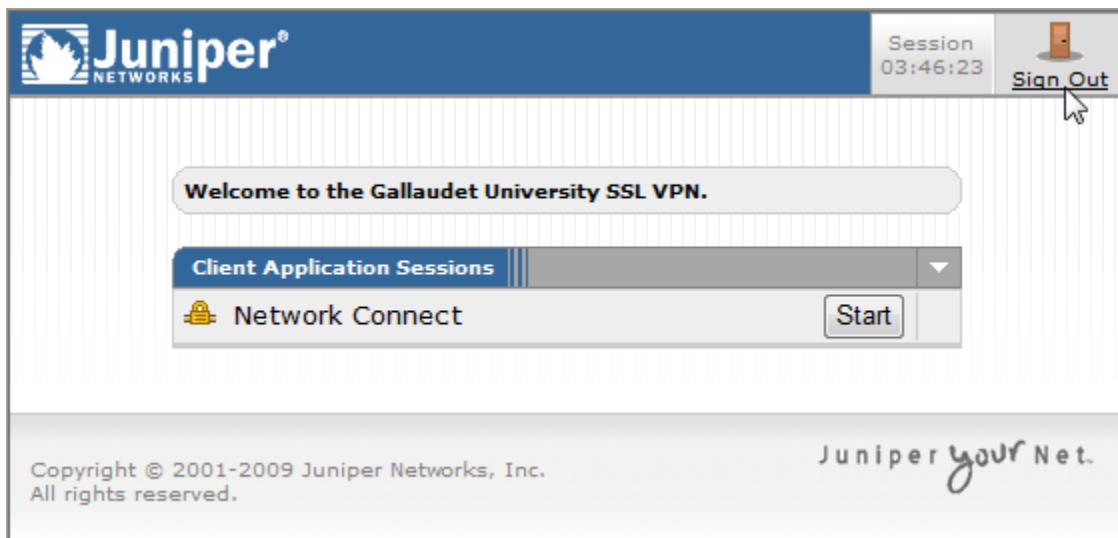 Juniper®
NETWORKS
Session
03:46:23
Sign Out
Welcome to the Gallaudet University SSL VPN.
Client Application Sessions
Network Connect
Start
Copyright © 2001-2009 Juniper Networks, Inc.
All rights reserved.
Juniper your Net™